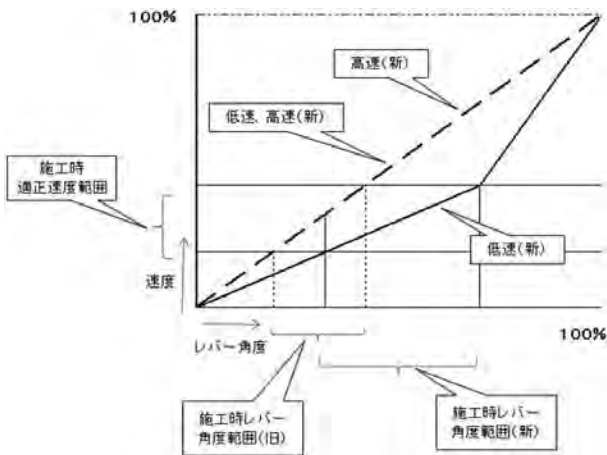 100%
高速(新)
低速、高速(新)
施工時
適正速度範囲
低速(新)
速度
レバー角度
100%
施工時レバー
角度範囲(旧)
施工時レバー
角度範囲(新)